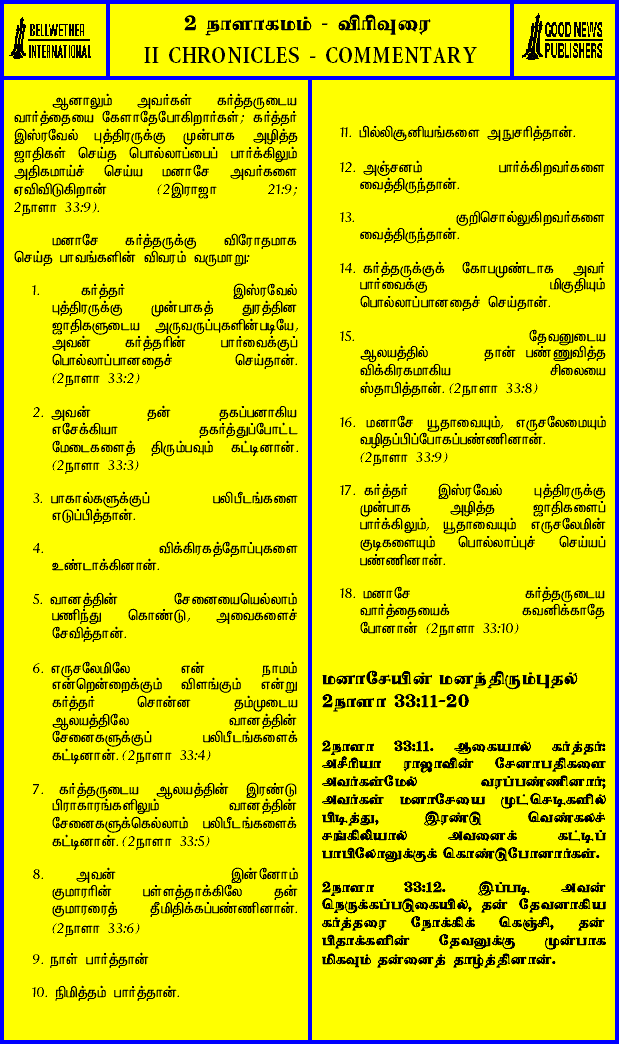 BELLWETHER
INTERNATIONAL
2 நாளாகமம் - விரிவுரை
II CHRONICLES - COMMENTARY
GOOD NEWS
PUBLISHERS
ஆனாலும் அவர்கள் கர்த்தருடைய
வார்த்தையை கேளாதேபோகிறார்கள்; கர்த்தர்
இஸ்ரவேல் புத்திரருக்கு முன்பாக அழித்த
ஜாதிகள் செய்த பொல்லாப்பைப் பார்க்கிலும்
அதிகமாய்ச் செய்ய மனாசே அவர்களை
ஏவிவிடுகிறான் (2இராஜா 21:9;
2நாளா 33:9).
மனாசே கர்த்தருக்கு விரோதமாக
செய்த பாவங்களின் விவரம் வருமாறு:
1. கர்த்தர் இஸ்ரவேல்
புத்திரருக்கு முன்பாகத் துரத்தின
ஜாதிகளுடைய அருவருப்புகளின்படியே,
அவன் கர்த்தரின் பார்வைக்குப்
பொல்லாப்பானதைச் செய்தான்.
(2நாளா 33:2)
2. அவன் தன் தகப்பனாகிய
எசேக்கியா தகர்த்துப்போட்ட
மேடைகளைத் திரும்பவும் கட்டினான்.
(2நாளா 33:3)
3. பாகால்களுக்குப் பலிபீடங்களை
எடுப்பித்தான்.
4. விக்கிரகத்தோப்புகளை
உண்டாக்கினான்.
5. வானத்தின் சேனையையெல்லாம்
பணிந்து கொண்டு, அவைகளைச்
சேவித்தான்.
6. எருசலேமிலே என் நாமம்
என்றென்றைக்கும் விளங்கும் என்று
கர்த்தர் சொன்ன தம்முடைய
ஆலயத்திலே வானத்தின்
சேனைகளுக்குப் பலிபீடங்களைக்
கட்டினான். (2நாளா 33:4)
7. கர்த்தருடைய ஆலயத்தின் இரண்டு
பிராகாரங்களிலும் வானத்தின்
சேனைகளுக்கெல்லாம் பலிபீடங்களைக்
கட்டினான். (2நாளா 33:5)
8. அவன் இன்னோம்
குமாரரின் பள்ளத்தாக்கிலே தன்
குமாரரைத் தீமிதிக்கப்பண்ணினான்.
(2நாளா 33:6)
9. நாள் பார்த்தான்
10. நிமித்தம் பார்த்தான்.
11. பில்லிசூனியங்களை அநுசரித்தான்.
12. அஞ்சனம் பார்க்கிறவர்களை
வைத்திருந்தான்.
13. குறிசொல்லுகிறவர்களை
வைத்திருந்தான்.
14. கர்த்தருக்குக் கோபமுண்டாக அவர்
பார்வைக்கு மிகுதியும்
பொல்லாப்பானதைச் செய்தான்.
15. தேவனுடைய
ஆலயத்தில் தான் பண்ணுவித்த
விக்கிரகமாகிய சிலையை
ஸ்தாபித்தான். (2நாளா 33:8)
16. மனாசே யூதாவையும், எருசலேமையும்
வழிதப்பிப்போகப்பண்ணினான்.
(2நாளா 33:9)
17. கர்த்தர் இஸ்ரவேல் புத்திரருக்கு
முன்பாக அழித்த ஜாதிகளைப்
பார்க்கிலும், யூதாவையும் எருசலேமின்
குடிகளையும் பொல்லாப்புச் செய்யப்
பண்ணினான்.
18. மனாசே கர்த்தருடைய
வார்த்தையைக் கவனிக்காதே
போனான் (2நாளா 33:10)
மனாசேயின் மனந்திரும்புதல்
2நாளா 33:11-20
2நாளா 33:11. ஆகையால் கர்த்தர்:
அசீரியா ராஜாவின் சேனாபதிகளை
அவர்கள்மேல் வரப்பண்ணினார்;
அவர்கள் மனாசேயை முட்செடிகளில்
பிடித்து, இரண்டு வெண்கலச்
சங்கிலியால் அவனைக் கட்டிப்
பாபிலோனுக்குக் கொண்டுபோனார்கள்.
2நாளா 33:12. இப்படி அவன்
நெருக்கப்படுகையில், தன் தேவனாகிய
கர்த்தரை நோக்கிக் கெஞ்சி, தன்
பிதாக்களின் தேவனுக்கு முன்பாக
மிகவும் தன்னைத் தாழ்த்தினான்.